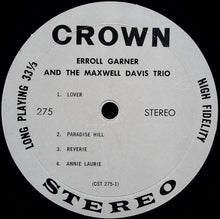 CROWN
ERROLL GARNER
AND THE MAXWELL DAVIS TRIO
LONG PLAYING 33⅓
HIGH FIDELITY
275
STEREO
1. LOVER
2. PARADISE HILL
3. REVERIE
4. ANNIE LAURIE
(CST 275-1)
STEREO